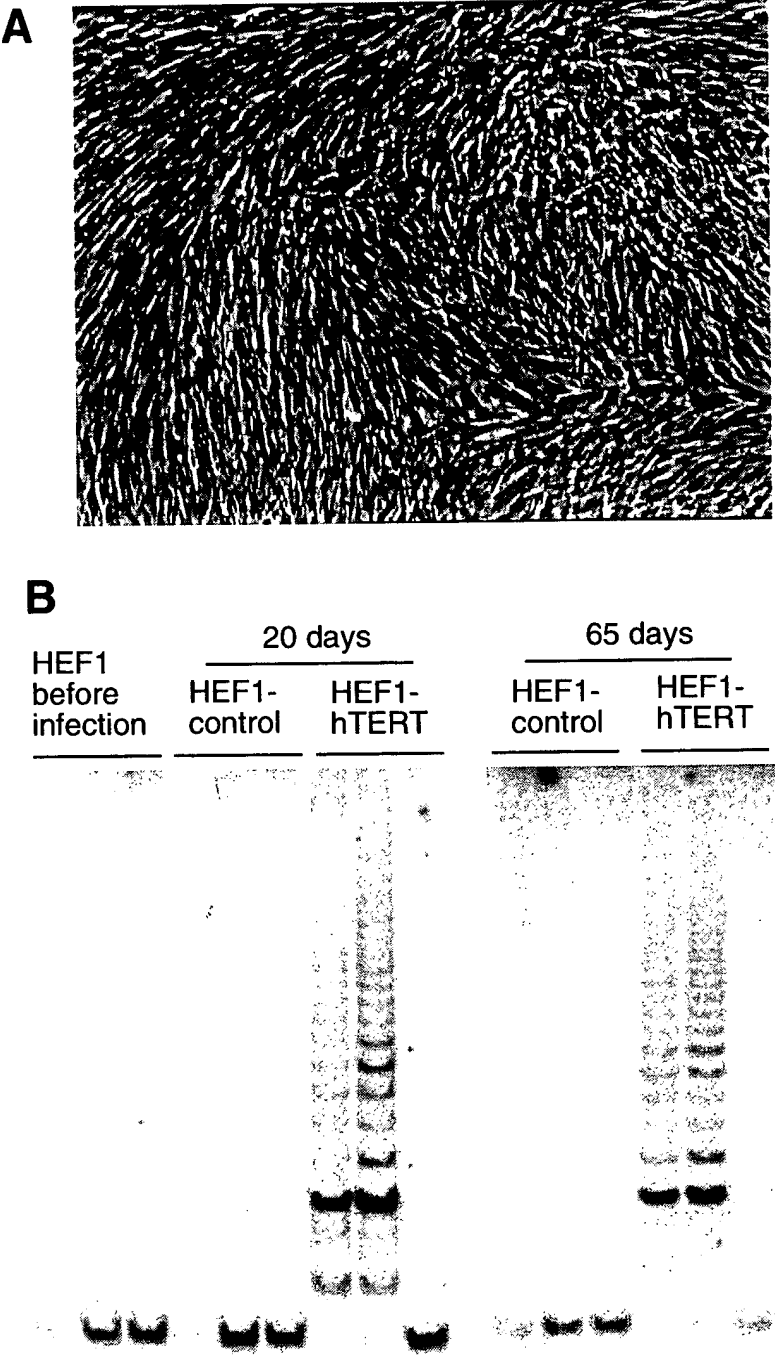 A
B
20 days
65 days
HEF1
before
infection
HEF1-
control
HEF1-
hTERT
HEF1-
control
HEF1-
hTERT